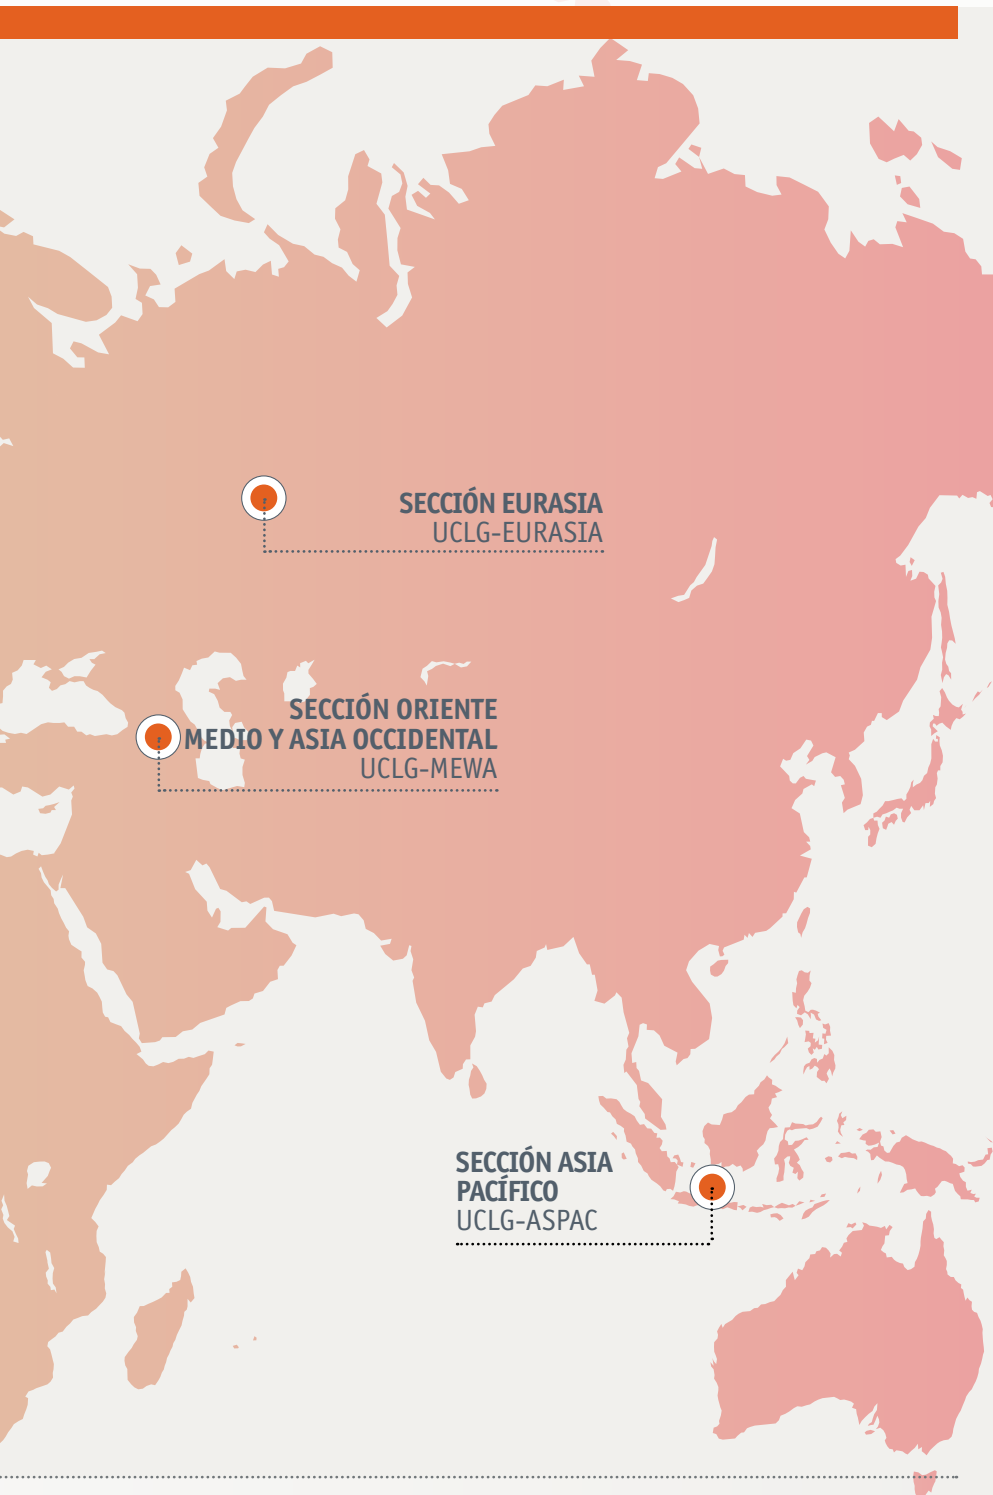 SECCIÓN EURASIA
UCLG-EURASIA
SECCIÓN ORIENTE
MEDIO Y ASIA OCCIDENTAL
UCLG-MEWA
SECCIÓN ASIA
PACÍFICO
UCLG-ASPAC